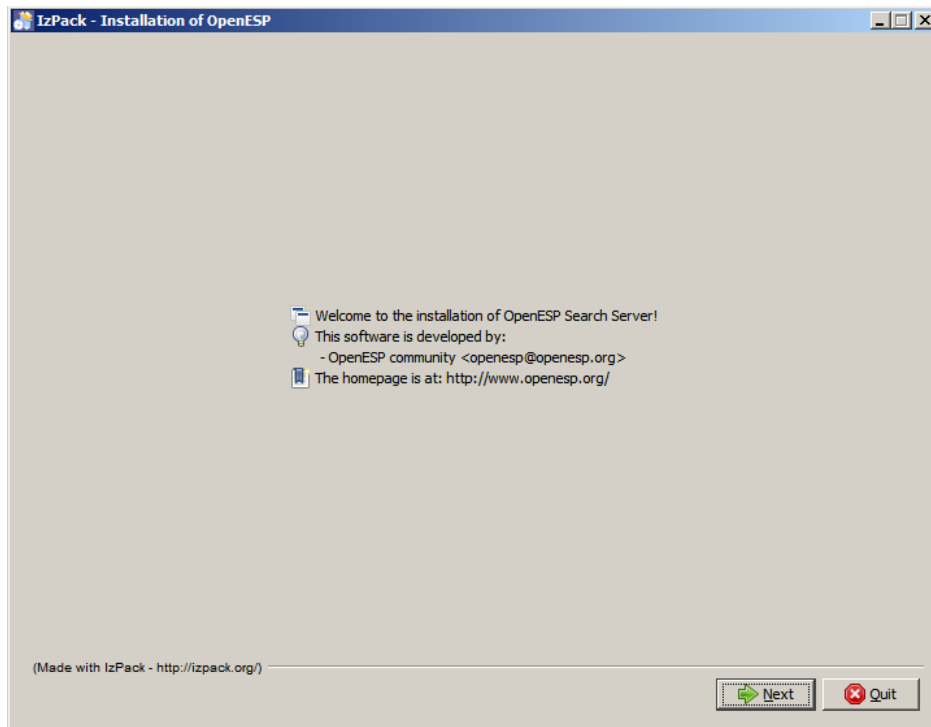 IzPack - Installation of OpenESP
Welcome to the installation of OpenESP Search Server!
This software is developed by:
- OpenESP community <openesp@openesp.org>
The homepage is at: http://www.openesp.org/
(Made with IzPack - http://izpack.org/)
Next
Quit